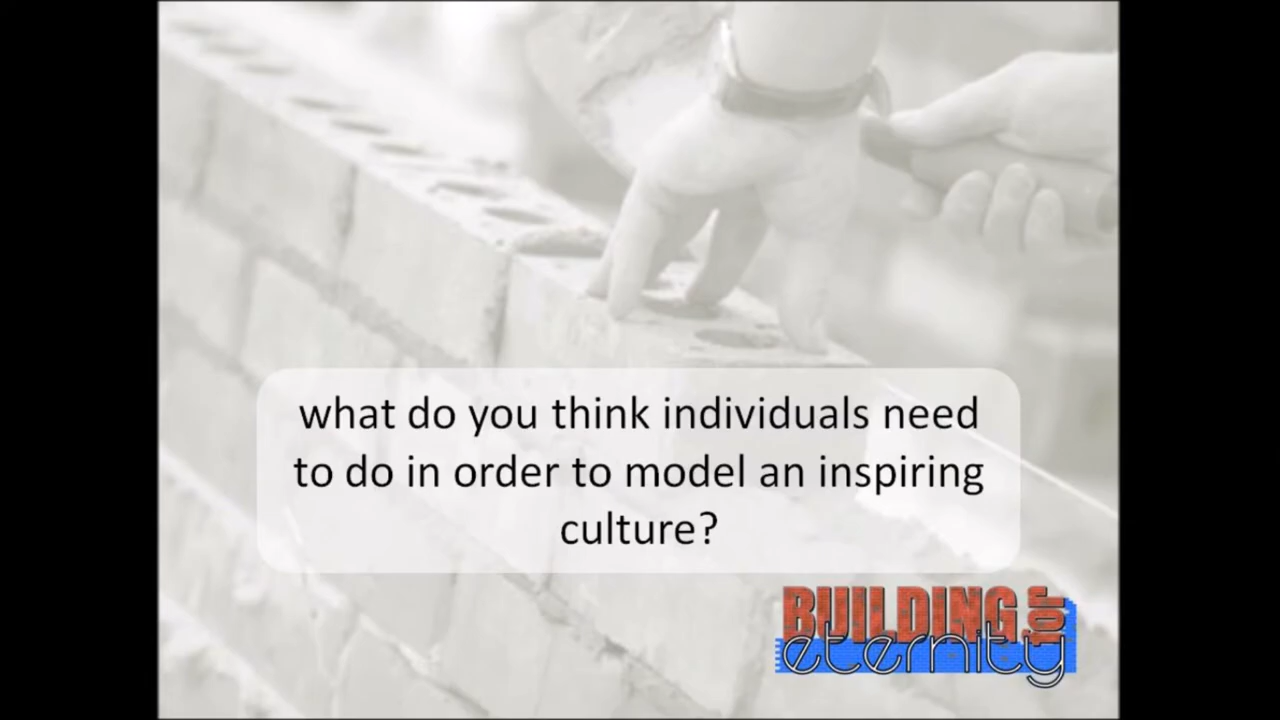 what do you think individuals need
to do in order to model an inspiring
culture?
BUILDING for
eternity